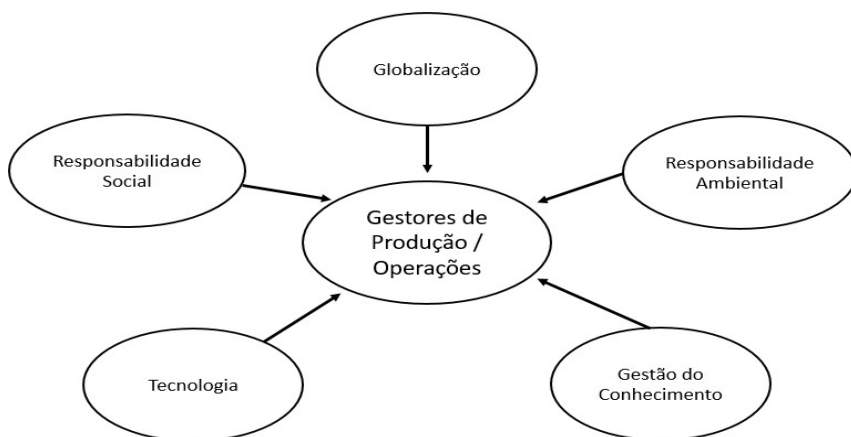 Globalização
Responsabilidade
Social
Responsabilidade
Ambiental
Gestores de
Produção /
Operações
Tecnologia
Gestão do
Conhecimento